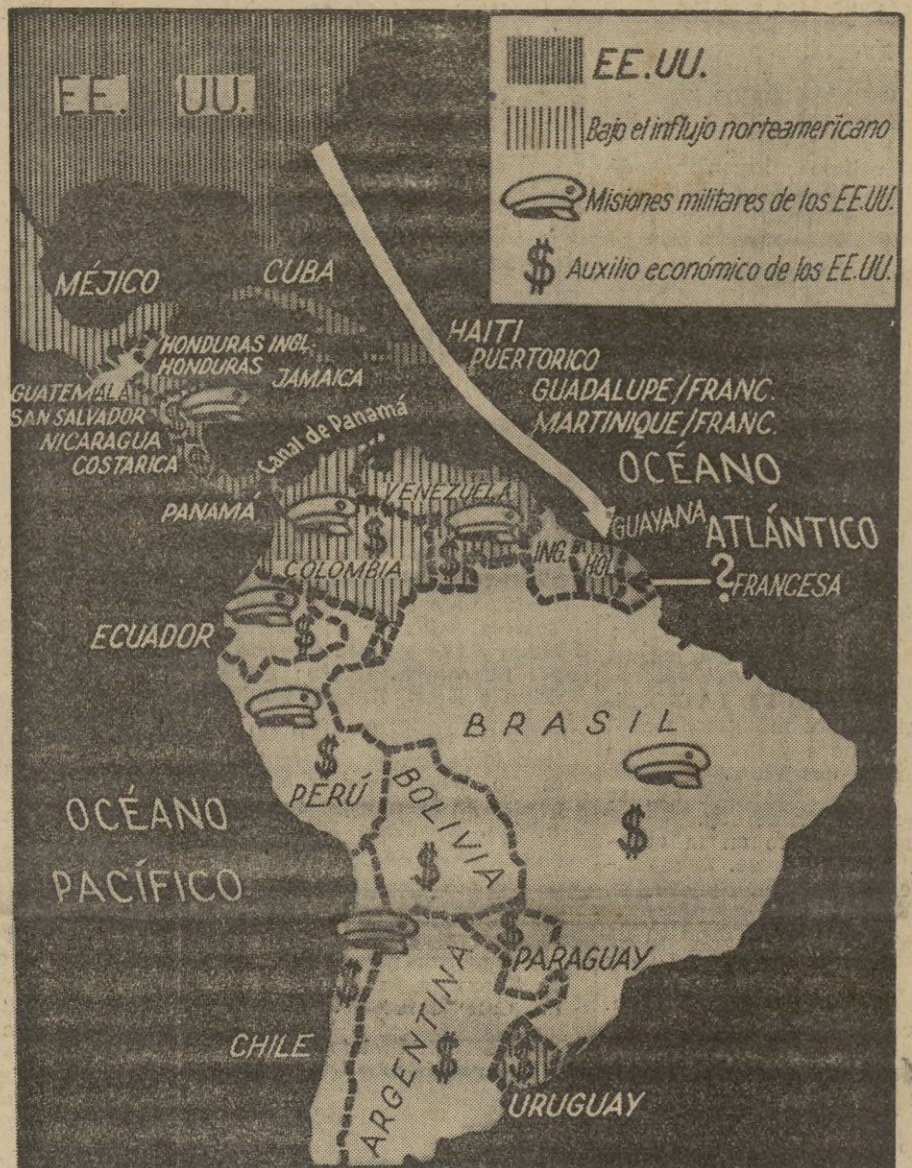 EE. UU.
EE.UU.
Bajo el influjo norteamericano
Misiones militares de los EE.UU.
$ Auxilio económico de los EE.UU.
MÉJICO
CUBA
HONDURAS INGL.
HONDURAS
JAMAICA
GUATEMALA
SAN SALVADOR
NICARAGUA
COSTARICA
HAITI
PUERTORICO
GUADALUPE/FRANC.
MARTINIQUE/FRANC.
Canal de Panamá
PANAMÁ
OCÉANO
ATLÁNTICO
VENEZUELA
$
$
COLOMBIA
GUAYANA
ING.
HOL.
?
FRANCESA
ECUADOR
$
BRASIL
$
PERÚ
$
BOLIVIA
$
OCÉANO
PACÍFICO
$
PARAGUAY
CHILE
$
ARGENTINA
$
$
URUGUAY